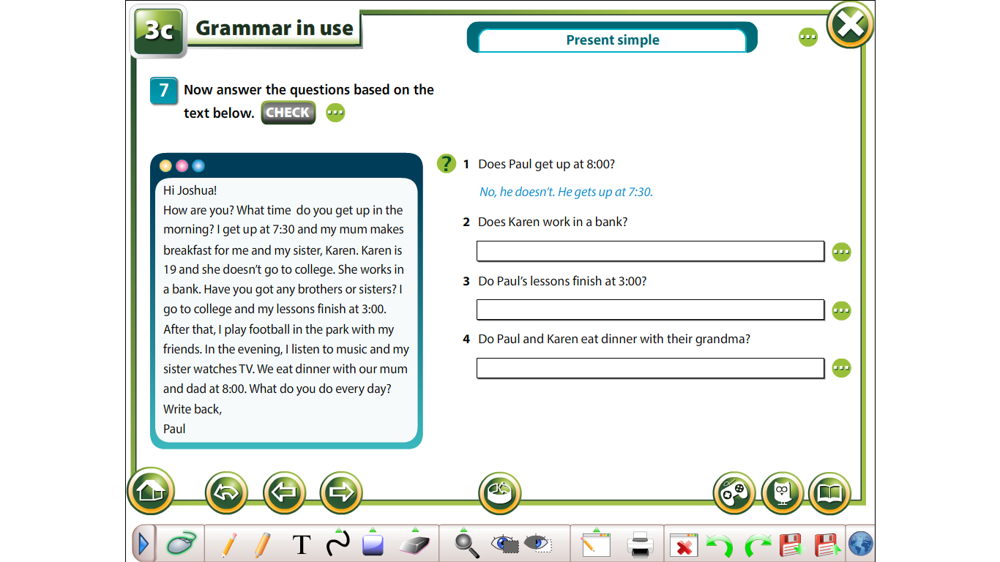 3c
Grammar in use
Present simple
7
Now answer the questions based on the
text below.
CHECK
Hi Joshua!
How are you? What time do you get up in the
morning? I get up at 7:30 and my mum makes
breakfast for me and my sister, Karen. Karen is
19 and she doesn't go to college. She works in
a bank. Have you got any brothers or sisters? I
go to college and my lessons finish at 3:00.
After that, I play football in the park with my
friends. In the evening, I listen to music and my
sister watches TV. We eat dinner with our mum
and dad at 8:00. What do you do every day?
Write back,
Paul
? 1 Does Paul get up at 8:00?
No, he doesn't. He gets up at 7:30.
2 Does Karen work in a bank?
3 Do Paul's lessons finish at 3:00?
4 Do Paul and Karen eat dinner with their grandma?
T